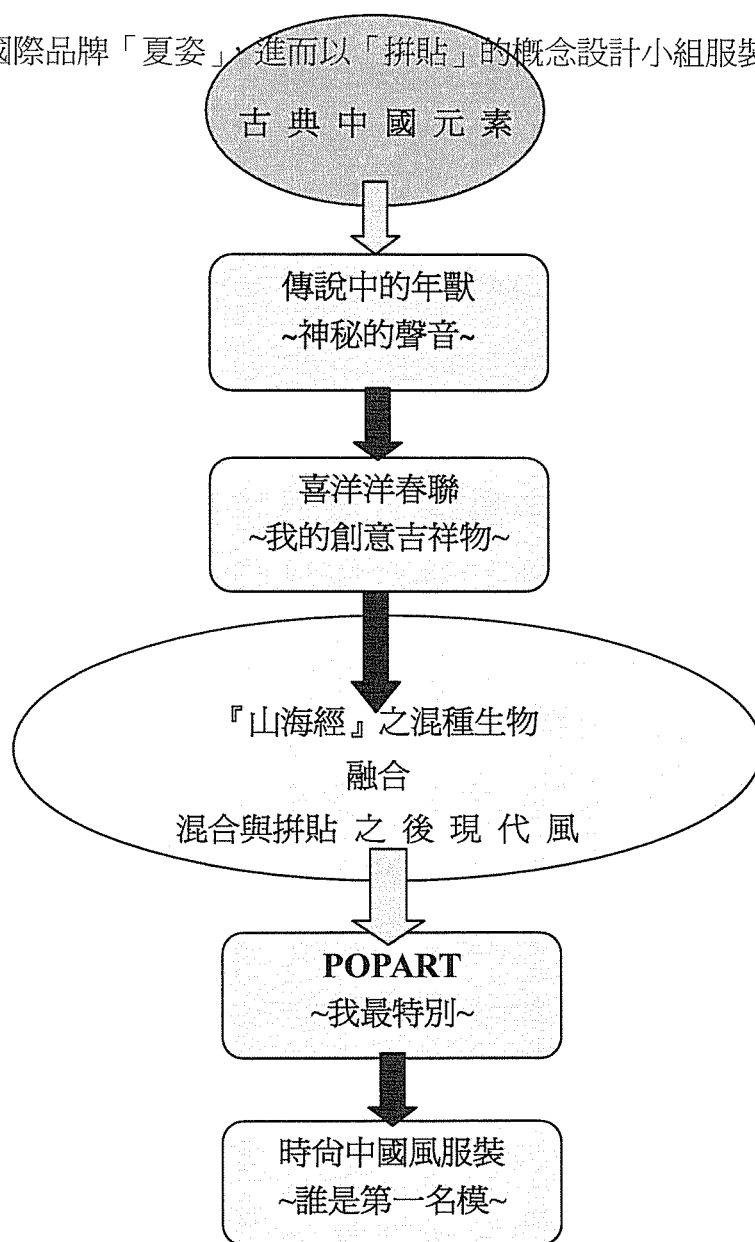 國際品牌「夏姿」，進而以「拼貼」的概念設計小組服裝
古 典 中 國 元 素
傳說中的年獸
~神秘的聲音~
喜洋洋春聯
~我的創意吉祥物~
『山海經』之混種生物
融合
混合與拼貼 之 後 現 代 風
POPART
~我最特別~
時尚中國風服裝
~誰是第一名模~